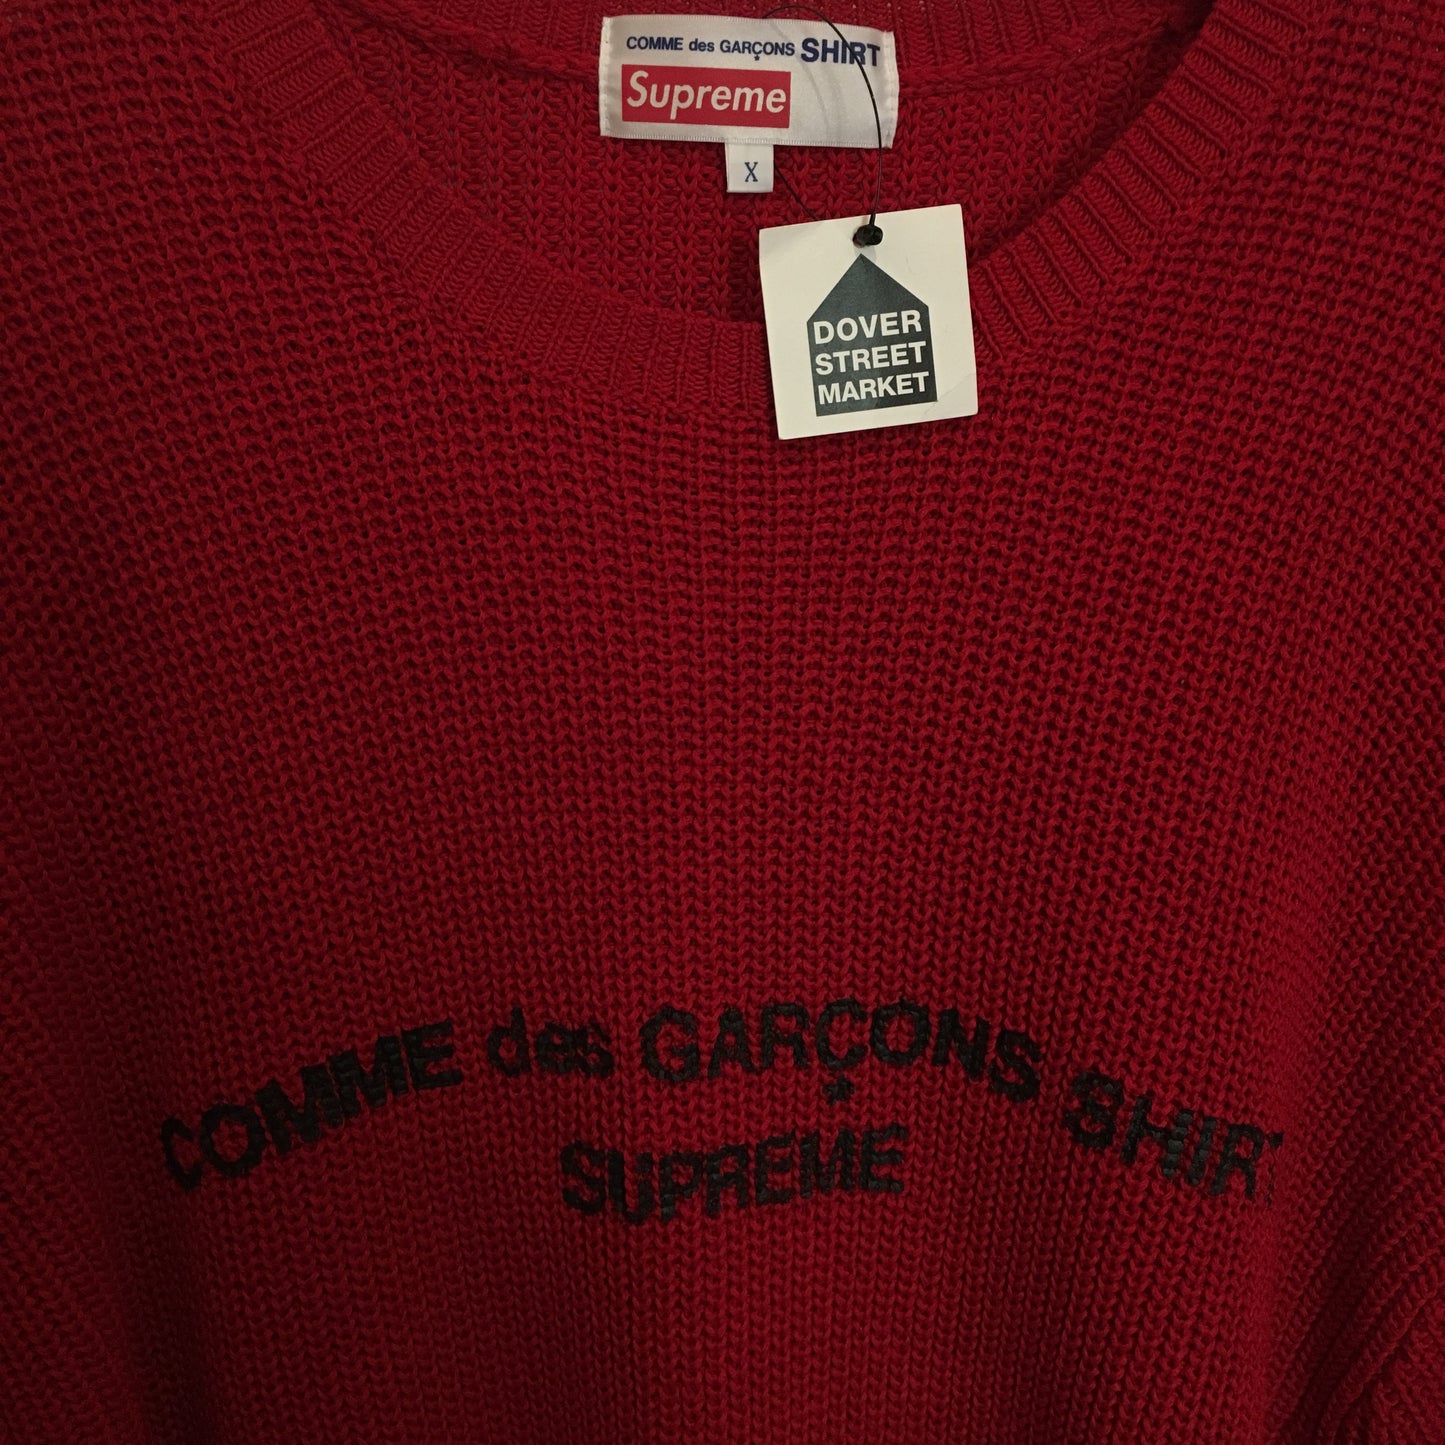 COMME des GARÇONS SHIRT
Supreme
X
DOVER
STREET
MARKET
COMME des GARÇONS SHIRT
SUPREME